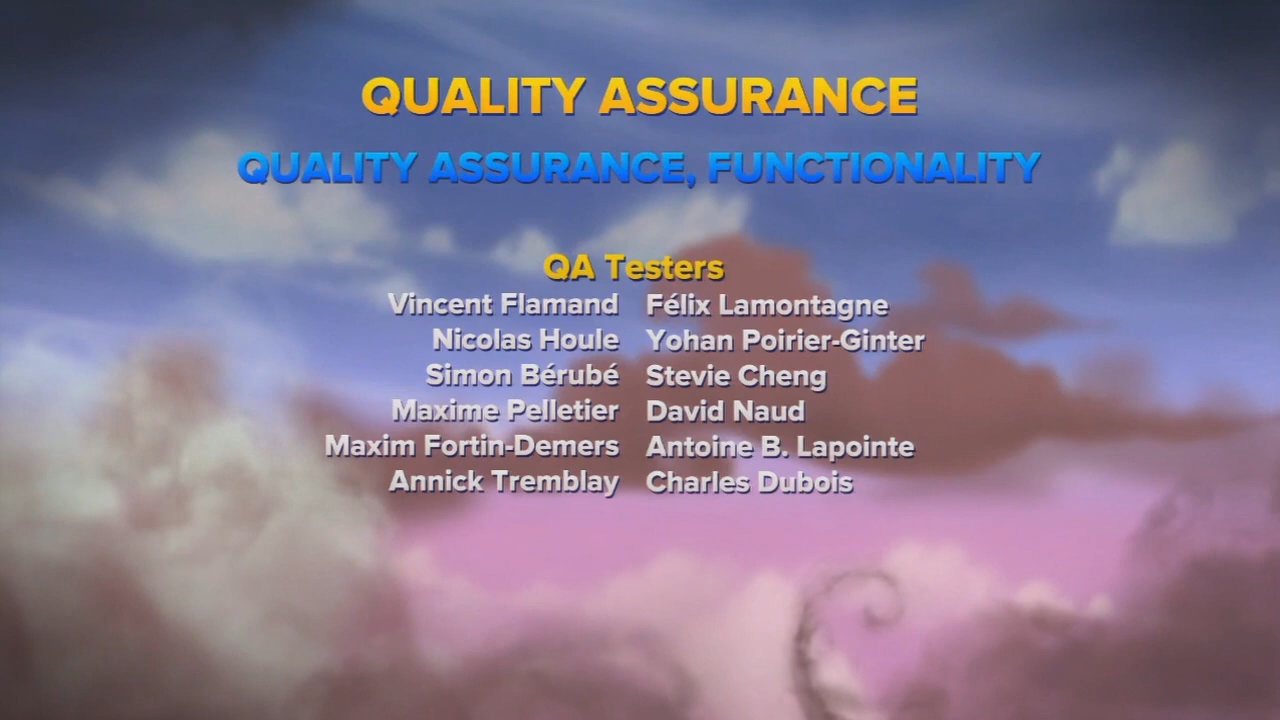 QUALITY ASSURANCE
QUALITY ASSURANCE, FUNCTIONALITY
QA Testers
Vincent Flamand Félix Lamontagne
Nicolas Houle Yohan Poirier-Ginter
Simon Bérubé Stevie Cheng
Maxime Pelletier David Naud
Maxim Fortin-Demers Antoine B. Lapointe
Annick Tremblay Charles Dubois